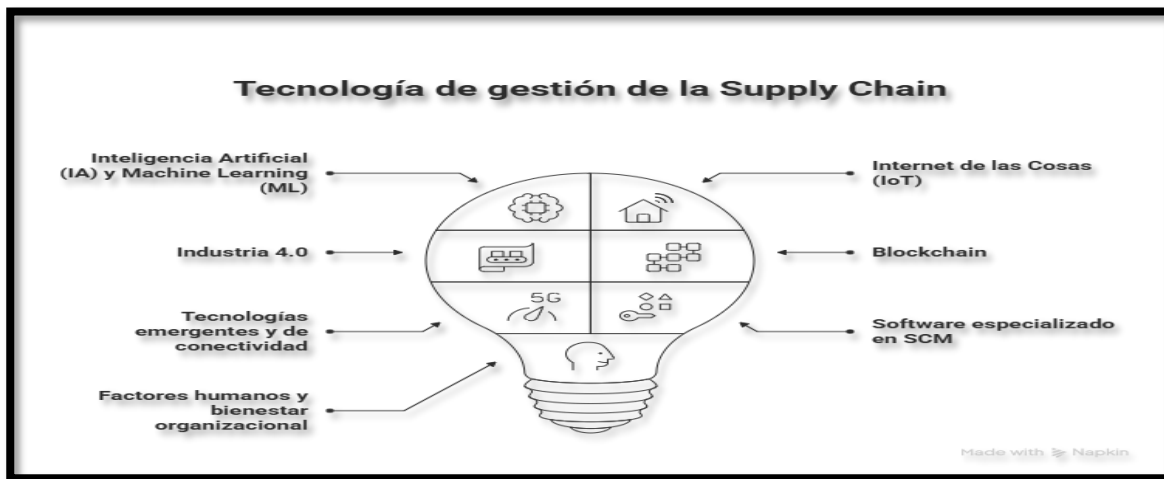 Tecnología de gestión de la Supply Chain
Inteligencia Artificial
(IA) y Machine Learning
(ML)
Industria 4.0
Tecnologías
emergentes y de
conectividad
Factores humanos y
bienestar
organizacional
5G
Internet de las Cosas
(IoT)
Blockchain
Software especializado
en SCM
Made with Napkin